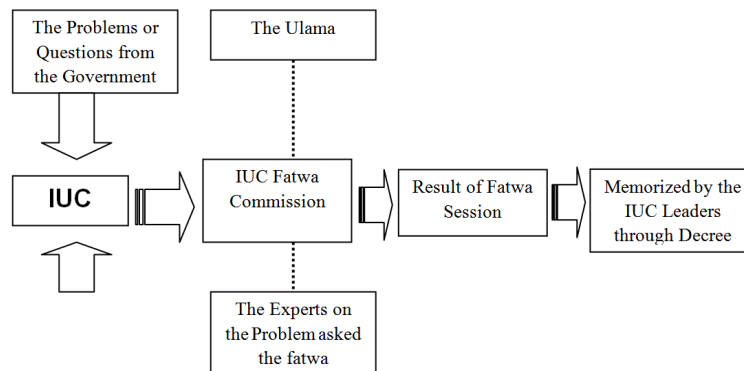 The Problems or
Questions from
the Government
The Ulama
IUC
IUC Fatwa
Commission
Result of Fatwa
Session
Memorized by the
IUC Leaders
through Decree
The Experts on
the Problem asked
the fatwa